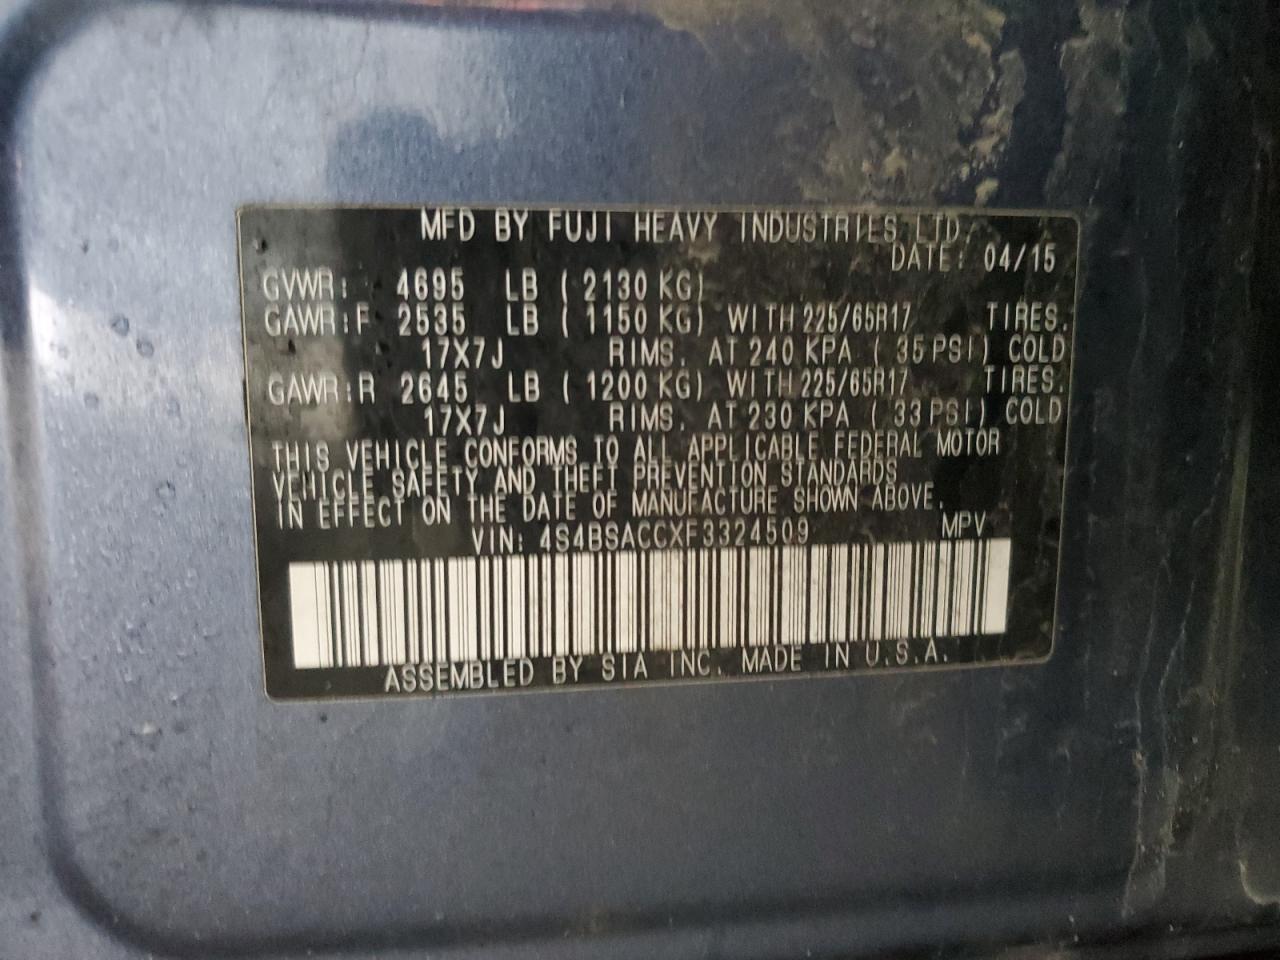 MFD BY FUJI HEAVY INDUSTRIES LTD.
DATE: 04/15
GVWR: 4695 LB ( 2130 KG)
GAWR:F 2535 LB ( 1150 KG) WITH 225/65R17 TIRES.
17X7J RIMS. AT 240 KPA ( 35 PSI) COLD
GAWR:R 2645 LB ( 1200 KG) WITH 225/65R17 TIRES.
17X7J RIMS. AT 230 KPA ( 33 PSI) COLD
THIS VEHICLE CONFORMS TO ALL APPLICABLE FEDERAL MOTOR
VEHICLE SAFETY AND THEFT PREVENTION STANDARDS
IN EFFECT ON THE DATE OF MANUFACTURE SHOWN ABOVE.
VIN: 4S4BSACCXF3324509 MPV
ASSEMBLED BY SIA INC. MADE IN U.S.A.